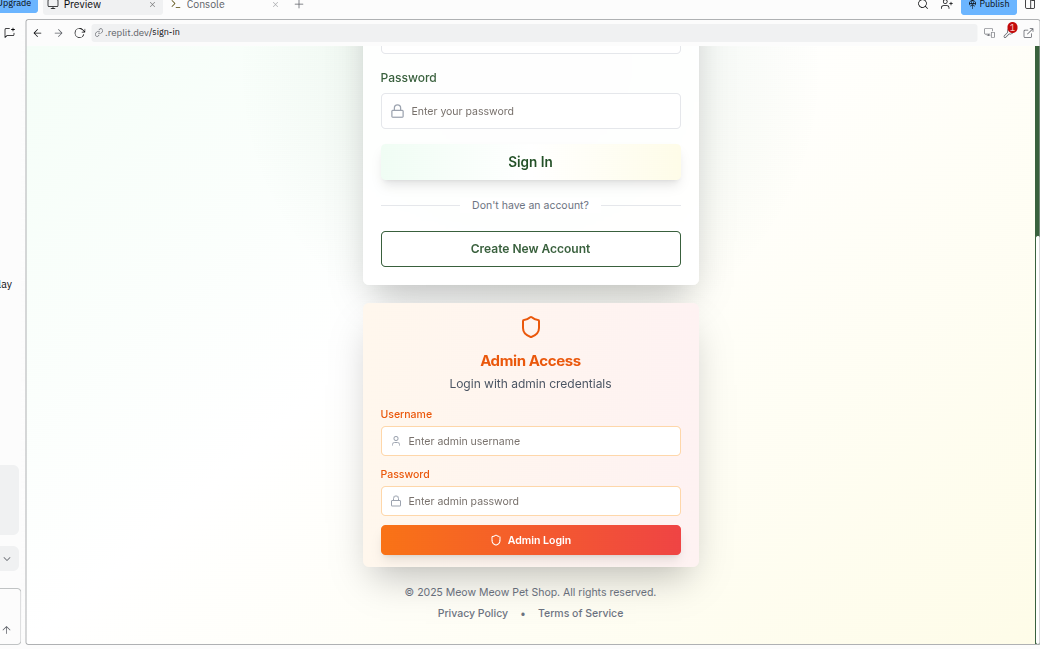 Upgrade
Preview
Console
Publish
.replit.dev/sign-in
1
Password
Enter your password
Sign In
Don't have an account?
Create New Account
lay
Admin Access
Login with admin credentials
Username
Enter admin username
Password
Enter admin password
Admin Login
© 2025 Meow Meow Pet Shop. All rights reserved.
Privacy Policy • Terms of Service